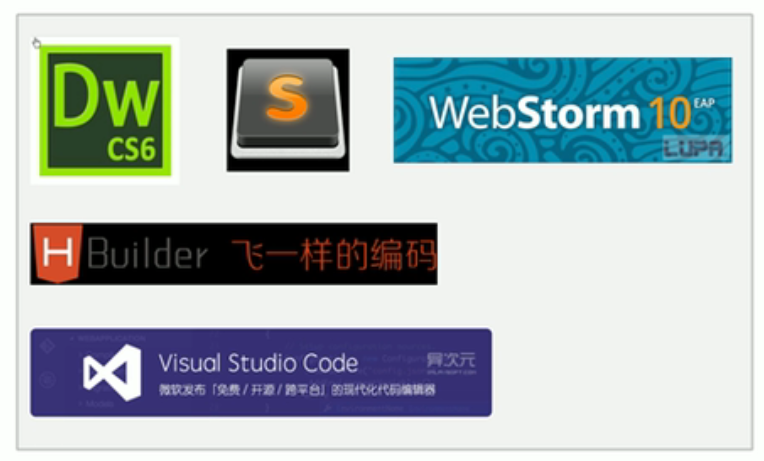 Dw
CS6
S
WebStorm 10 EAP
LUPA
H Builder 飞一样的编码
Visual Studio Code
异次元
微软发布「免费 / 开源 / 跨平台」的现代化代码编辑器